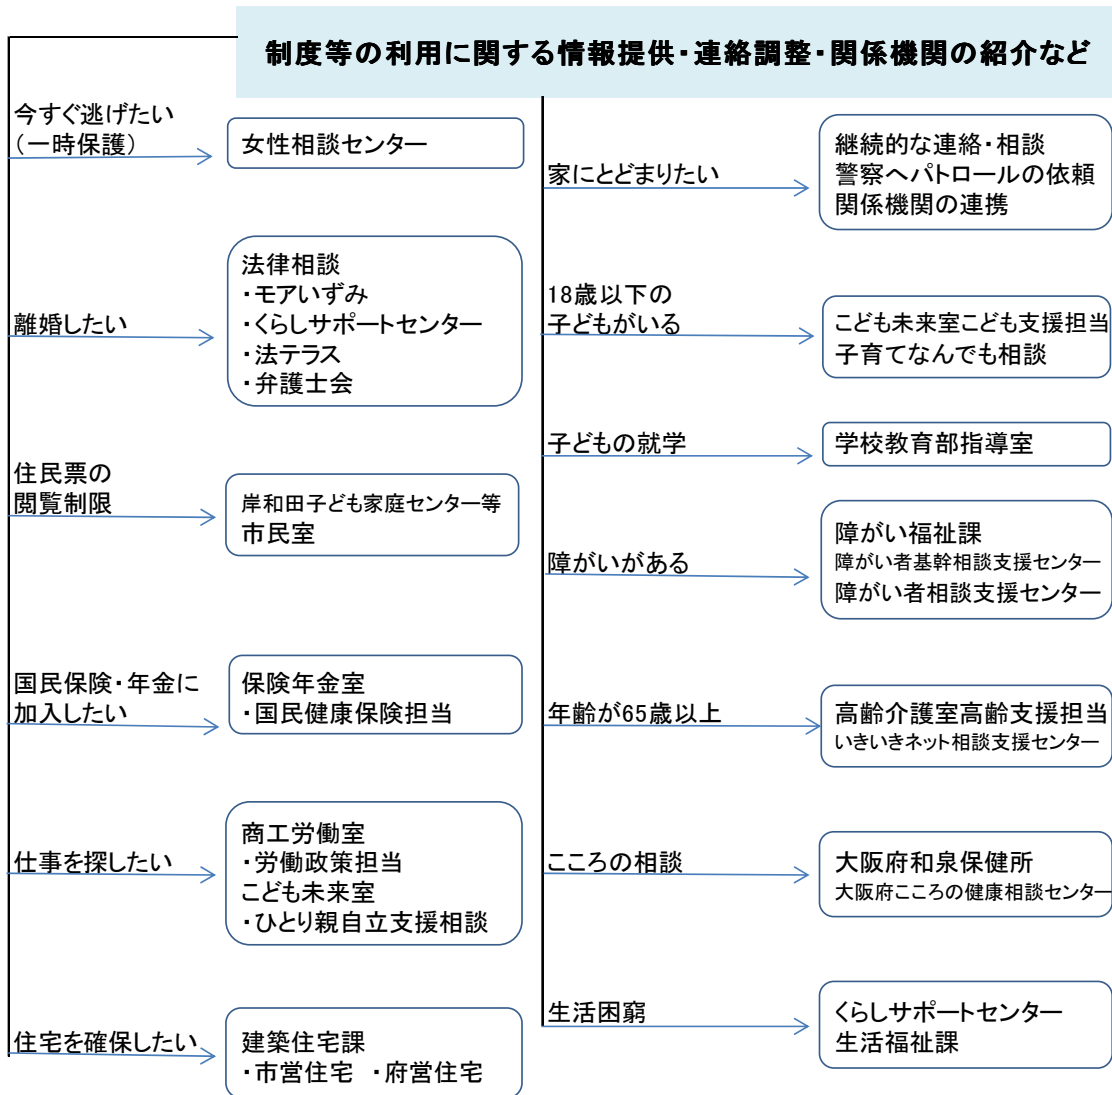 制度等の利用に関する情報提供・連絡調整・関係機関の紹介など
今すぐ逃げたい
（一時保護）
女性相談センター
離婚したい
法律相談
・モアいずみ
・くらしサポートセンター
・法テラス
・弁護士会
住民票の
閲覧制限
岸和田子ども家庭センター等
市民室
国民保険・年金に
加入したい
保険年金室
・国民健康保険担当
仕事を探したい
商工労働室
・労働政策担当
こども未来室
・ひとり親自立支援相談
住宅を確保したい
建築住宅課
・市営住宅　・府営住宅
家にとどまりたい
継続的な連絡・相談
警察へパトロールの依頼
関係機関の連携
18歳以下の
子どもがいる
こども未来室こども支援担当
子育てなんでも相談
子どもの就学
学校教育部指導室
障がいがある
障がい福祉課
障がい者基幹相談支援センター
障がい者相談支援センター
年齢が65歳以上
高齢介護室高齢支援担当
いきいきネット相談支援センター
こころの相談
大阪府和泉保健所
大阪府こころの健康相談センター
生活困窮
くらしサポートセンター
生活福祉課